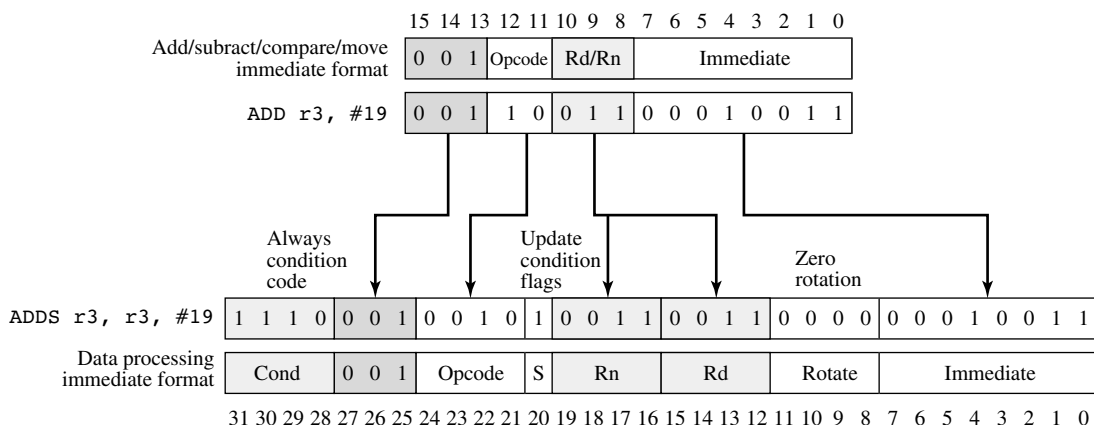 15 14 13 12 11 10 9 8 7 6 5 4 3 2 1 0
Add/subract/compare/move
immediate format
0 0 1 Opcode Rd/Rn Immediate
ADD r3, #19 0 0 1 1 0 0 1 1 0 0 0 1 0 0 1 1
Always
condition
code
Update
condition
flags
Zero
rotation
ADDS r3, r3, #19 1 1 1 0 0 0 1 0 0 1 0 1 0 0 1 1 0 0 1 1 0 0 0 0 0 0 0 1 0 0 1 1
Data processing
immediate format
Cond 0 0 1 Opcode S Rn Rd Rotate Immediate
31 30 29 28 27 26 25 24 23 22 21 20 19 18 17 16 15 14 13 12 11 10 9 8 7 6 5 4 3 2 1 0